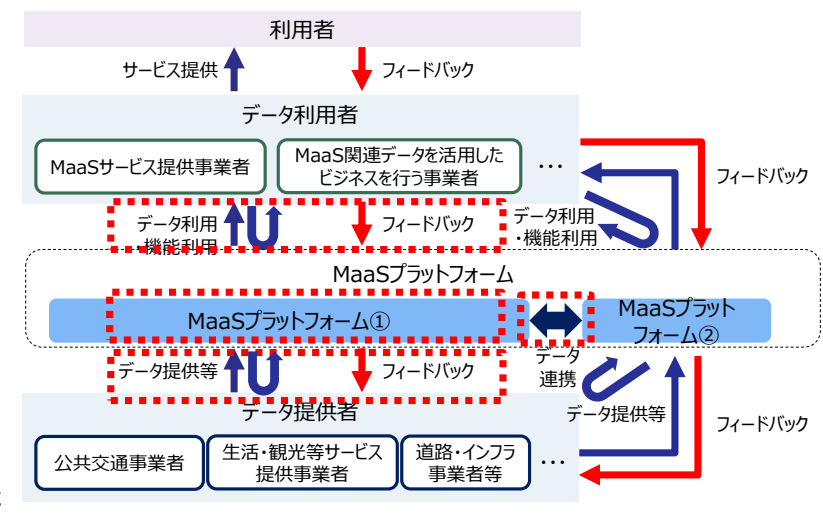 利用者
サービス提供
フィードバック
データ利用者
MaaSサービス提供事業者
MaaS関連データを活用した
ビジネスを行う事業者
…
フィードバック
データ利用
・機能利用
フィードバック
データ利用
・機能利用
MaaSプラットフォーム
MaaSプラットフォーム①
MaaSプラット
フォーム②
データ
連携
データ提供等
フィードバック
データ提供等
フィードバック
データ提供者
公共交通事業者
生活・観光等サービス
提供事業者
道路・インフラ
事業者等
…